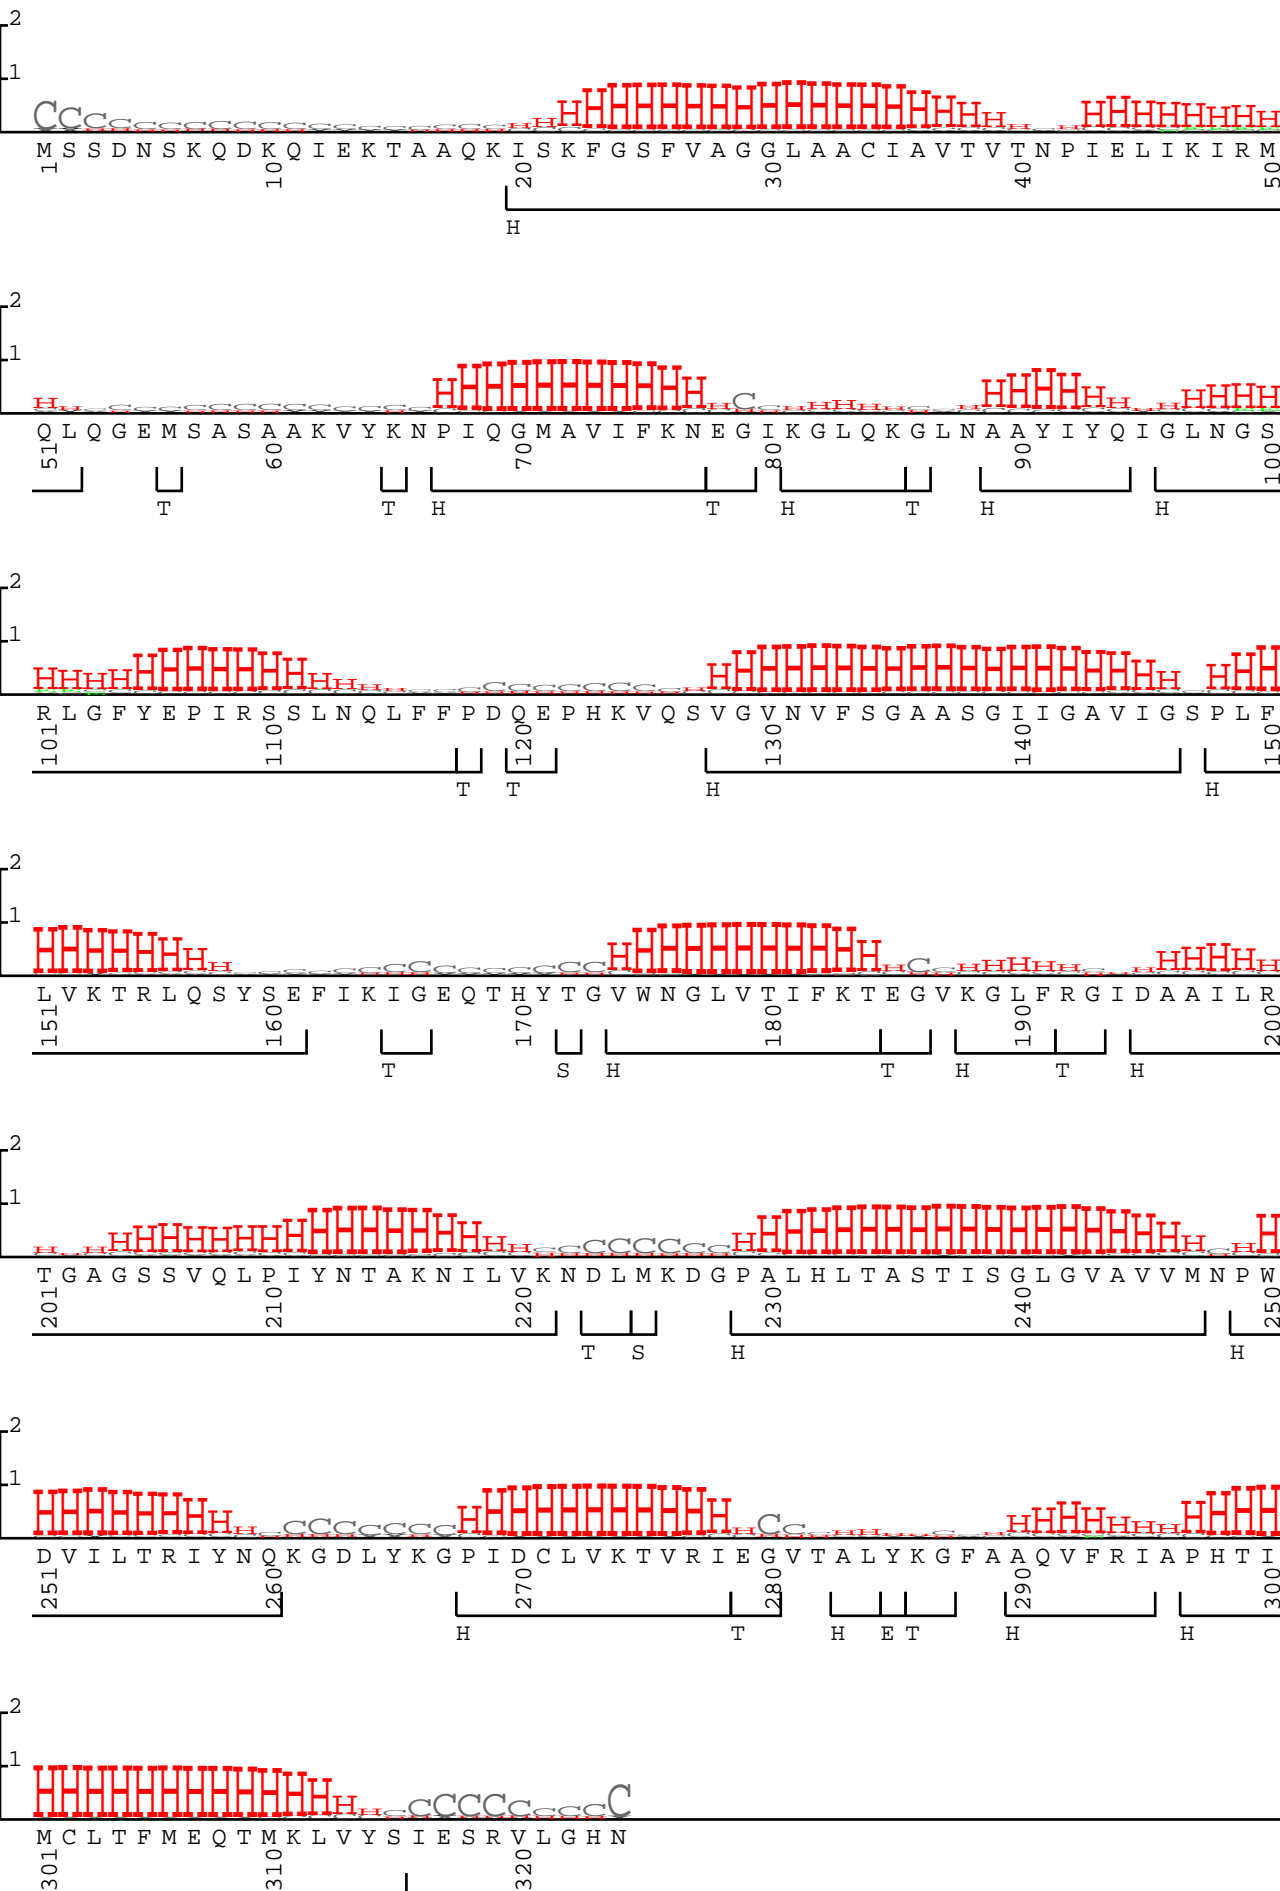 2
1
M S S D N S K Q D K Q I E K T A A Q K I S K F G S F V A G G L A A C I A V T V T N P I E L I K I R M
1 10 20 30 40 50
H
2
1
Q L Q G E M S A S A A K V Y K N P I Q G M A V I F K N E G I K G L Q K G L N A A Y I Y Q I G L N G S
51 60 70 80 90 100
T T H T H T H H
2
1
R L G F Y E P I R S S L N Q L F F P D Q E P H K V Q S V G V N V F S G A A S G I I G A V I G S P L F
101 110 120 130 140 150
T T H H
2
1
L V K T R L Q S Y S E F I K I G E Q T H Y T G V W N G L V T I F K T E G V K G L F R G I D A A I L R
151 160 170 180 190 200
T S H T H T H
2
1
T G A G S S V Q L P I Y N T A K N I L V K N D L M K D G P A L H L T A S T I S G L G V A V V M N P W
201 210 220 230 240 250
T S H H
2
1
D V I L T R I Y N Q K G D L Y K G P I D C L V K T V R I E G V T A L Y K G F A A Q V F R I A P H T I
251 260 270 280 290 300
H T H E T H H
2
1
M C L T F M E Q T M K L V Y S I E S R V L G H N
301 310 320